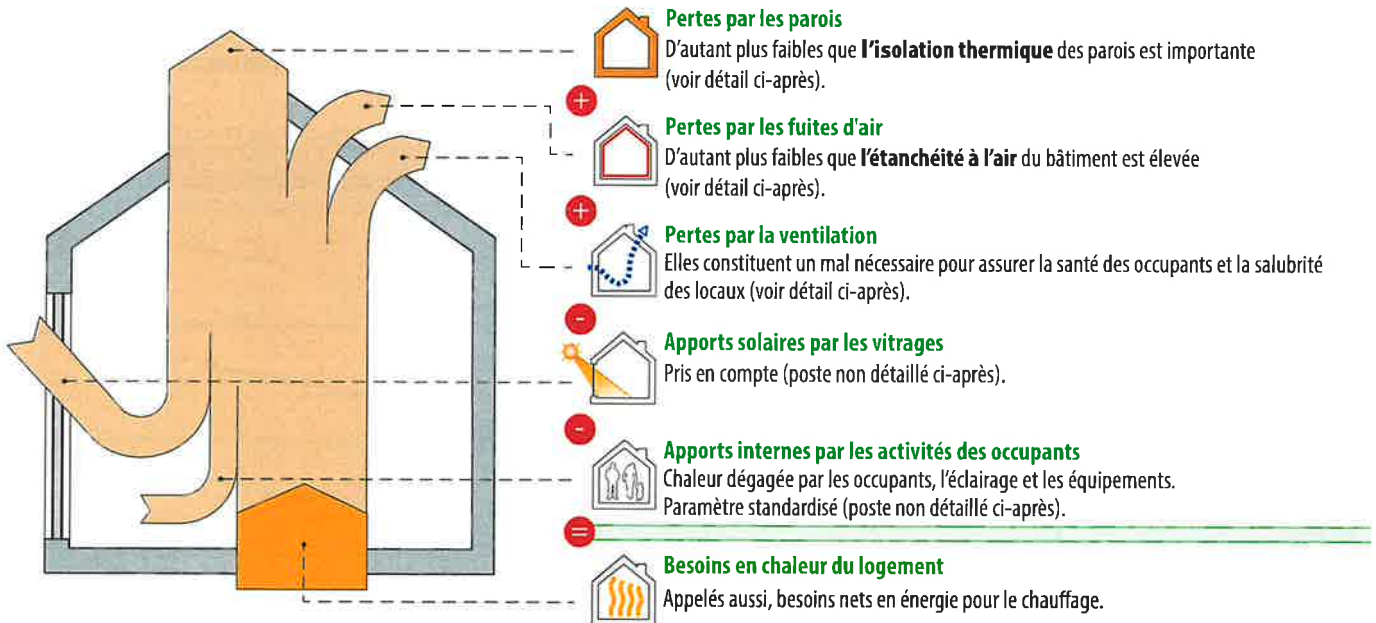 Pertes par les parois
D'autant plus faibles que l'isolation thermique des parois est importante
(voir détail ci-après).
+
Pertes par les fuites d'air
D'autant plus faibles que l'étanchéité à l'air du bâtiment est élevée
(voir détail ci-après).
+
Pertes par la ventilation
Elles constituent un mal nécessaire pour assurer la santé des occupants et la salubrité
des locaux (voir détail ci-après).
-
Apports solaires par les vitrages
Pris en compte (poste non détaillé ci-après).
-
Apports internes par les activités des occupants
Chaleur dégagée par les occupants, l'éclairage et les équipements.
Paramètre standardisé (poste non détaillé ci-après).
=
Besoins en chaleur du logement
Appelés aussi, besoins nets en énergie pour le chauffage.